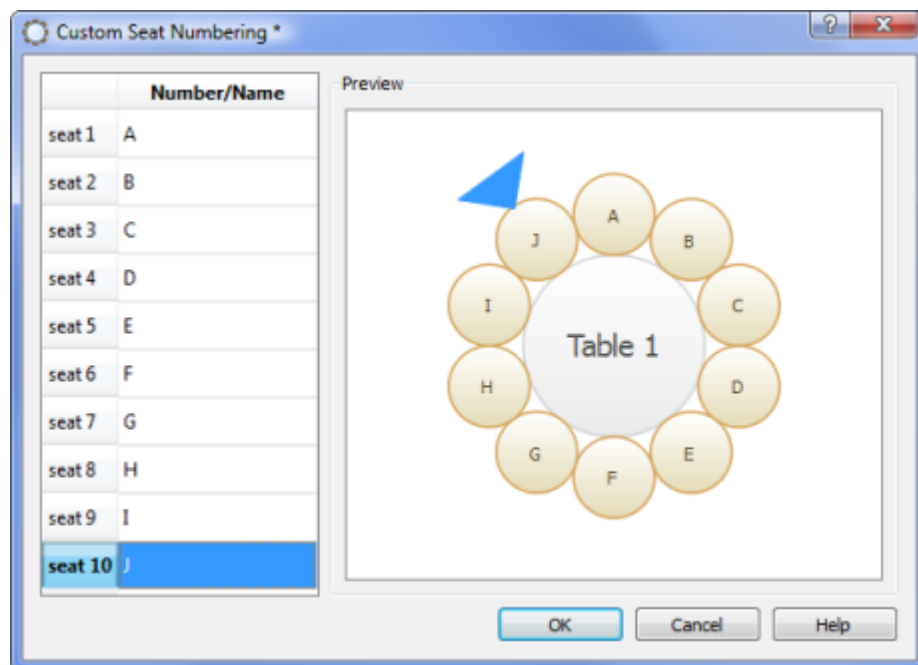 Custom Seat Numbering *
?
Number/Name
seat 1 A
seat 2 B
seat 3 C
seat 4 D
seat 5 E
seat 6 F
seat 7 G
seat 8 H
seat 9 I
seat 10 J
Preview
A
B
C
D
E
F
G
H
I
J
Table 1
OK Cancel Help